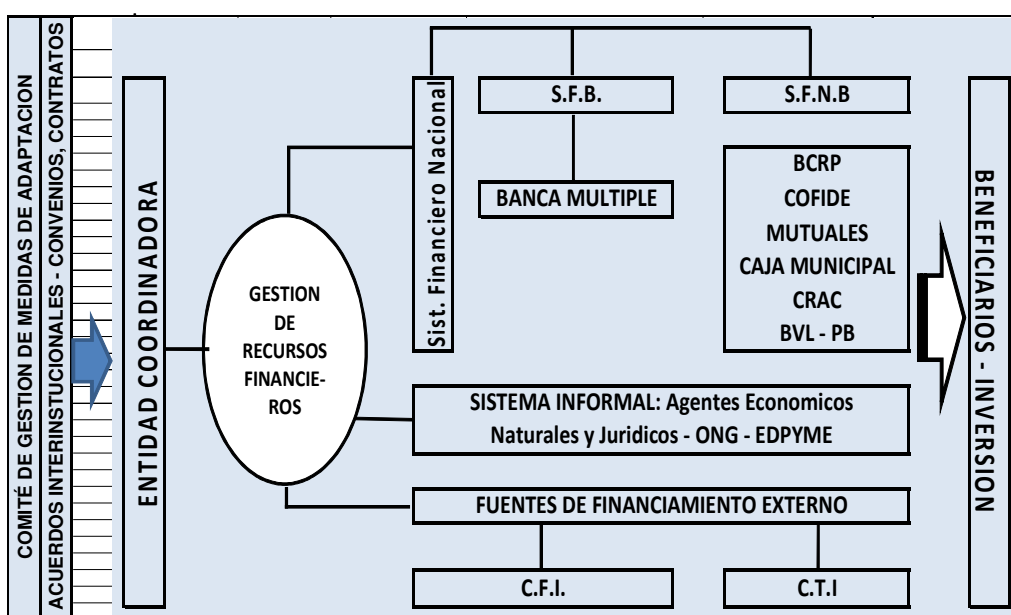 COMITÉ DE GESTION DE MEDIDAS DE ADAPTACION
ACUERDOS INTERINSTUCIONALES - CONVENIOS, CONTRATOS
ENTIDAD COORDINADORA
GESTION
DE
RECURSOS
FINANCIE-
ROS
Sist. Financiero Nacional
S.F.B.
S.F.N.B
BANCA MULTIPLE
BCRP
COFIDE
MUTUALES
CAJA MUNICIPAL
CRAC
BVL - PB
SISTEMA INFORMAL: Agentes Economicos
Naturales y Juridicos - ONG - EDPYME
FUENTES DE FINANCIAMIENTO EXTERNO
C.F.I.
C.T.I
BENEFICIARIOS - INVERSION